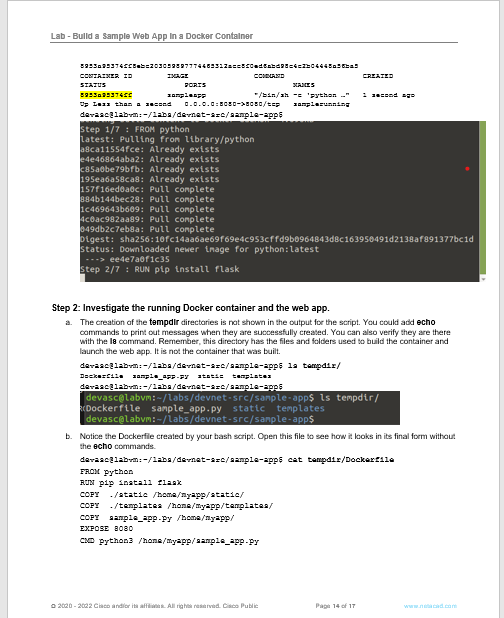 Lab - Build a Sample Web App in a Docker Container
CONTAINER ID IMAGE COMMAND CREATED
STATUS PORTS NAMES
8953a95374ff sampleapp "/bin/sh -c 'python …" 1 second ago
Up Less than a second 0.0.0.0:8080->8080/tcp samplerunning
devasc@labvm:~/labs/devnet-src/sample-app$
Step 1/7 : FROM python
latest: Pulling from library/python
a8ca11554fce: Already exists
e4e46864aba2: Already exists
c85a0be79bfb: Already exists
195ea6a58ca8: Already exists
157f16ed0a0c: Pull complete
884b144bec28: Pull complete
1c469643b609: Pull complete
4c0ac982aa89: Pull complete
049db2c7eb8a: Pull complete
Digest: sha256:10fc14aa6ae69f69e4c953cffd9b0964843d8c163950491d2138af891377bc1d
Status: Downloaded newer image for python:latest
---> ee4e7a0f1c35
Step 2/7 : RUN pip install flask
Step 2: Investigate the running Docker container and the web app.
a. The creation of the tempdir directories is not shown in the output for the script. You could add echo
commands to print out messages when they are successfully created. You can also verify they are there
with the ls command. Remember, this directory has the files and folders used to build the container and
launch the web app. It is not the container that was built.
devasc@labvm:~/labs/devnet-src/sample-app$ ls tempdir/
Dockerfile sample_app.py static templates
devasc@labvm:~/labs/devnet-src/sample-app$
devasc@labvm:~/labs/devnet-src/sample-app$ ls tempdir/
Dockerfile sample_app.py static templates
devasc@labvm:~/labs/devnet-src/sample-app$
b. Notice the Dockerfile created by your bash script. Open this file to see how it looks in its final form without
the echo commands.
devasc@labvm:~/labs/devnet-src/sample-app$ cat tempdir/Dockerfile
FROM python
RUN pip install flask
COPY ./static /home/myapp/static/
COPY ./templates /home/myapp/templates/
COPY sample_app.py /home/myapp/
EXPOSE 8080
CMD python3 /home/myapp/sample_app.py
© 2020 - 2022 Cisco and/or its affiliates. All rights reserved. Cisco Public Page 14 of 17 www.netacad.com